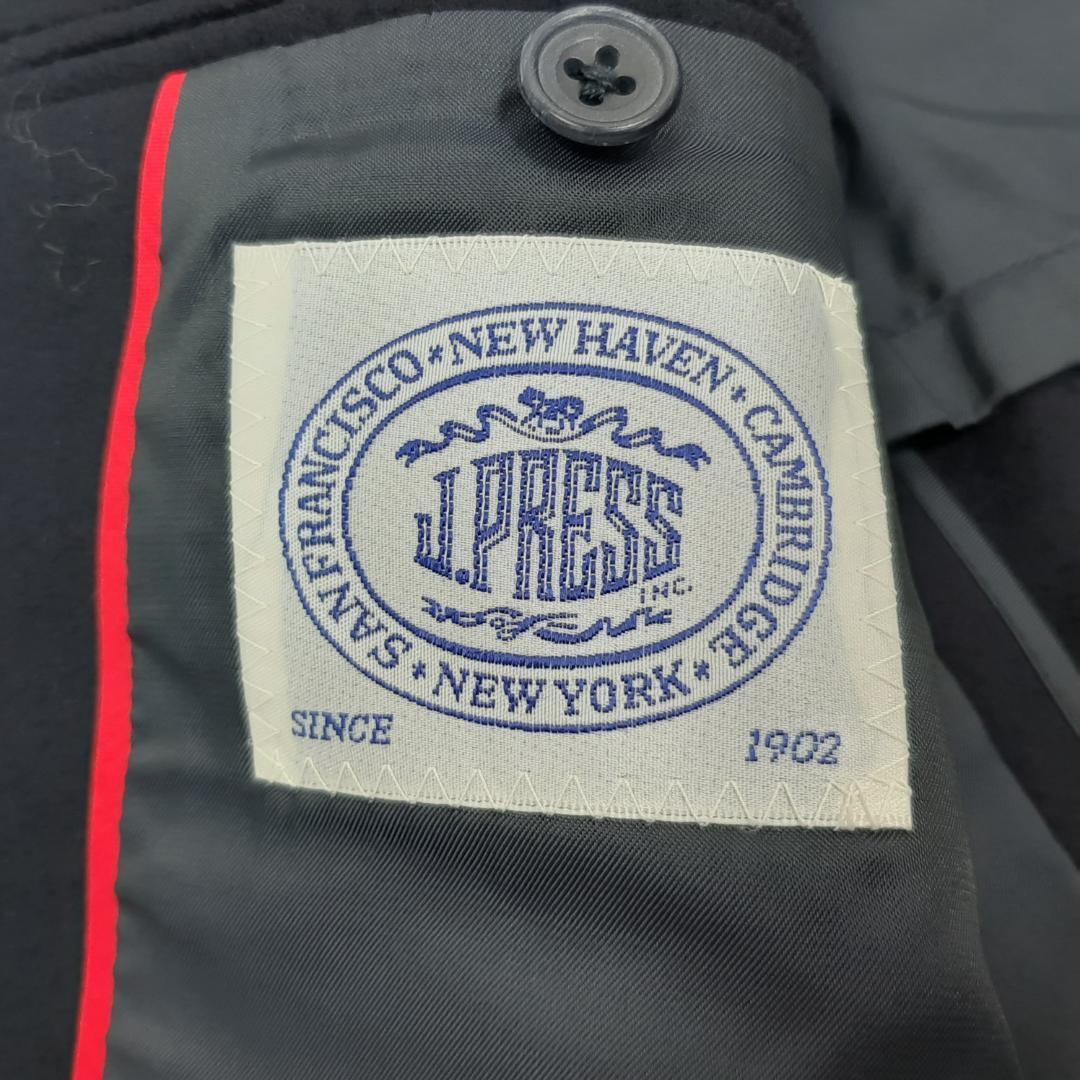 SAN FRANCISCO * NEW HAVEN * CAMBRIDGE * NEW YORK *
J.PRESS
INC.
SINCE 1902